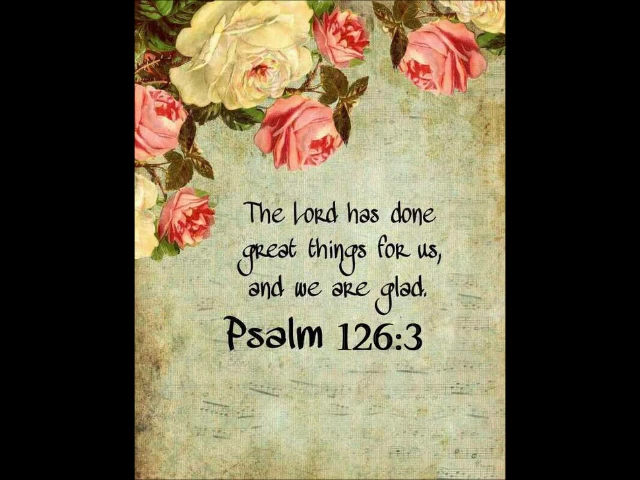 The Lord has done
great things for us,
and we are glad.
Psalm 126:3